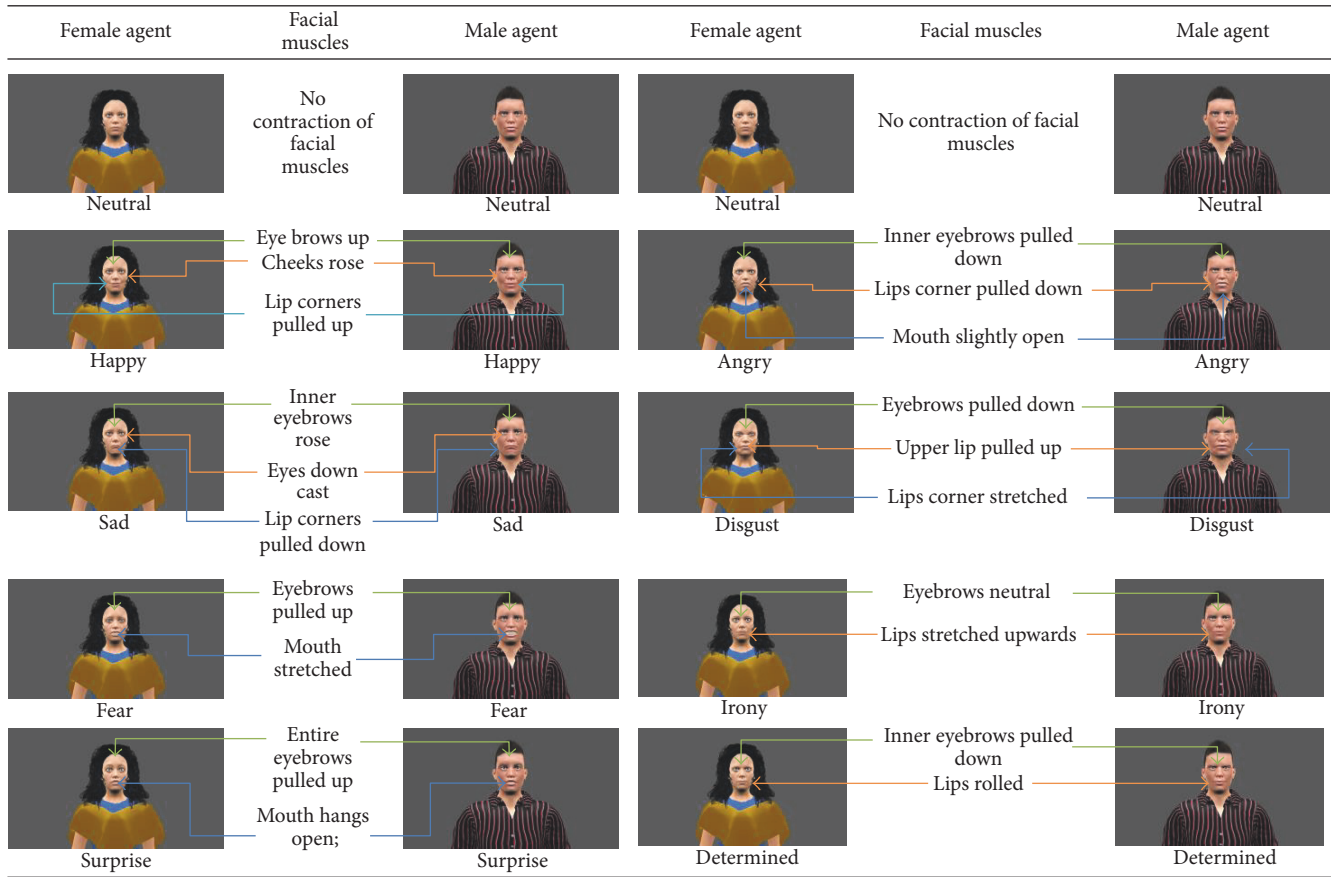 Female agent
Facial
muscles
Male agent
Female agent
Facial muscles
Male agent
No
contraction of
facial
muscles
No contraction of facial
muscles
Neutral
Neutral
Neutral
Neutral
Eye brows up
Cheeks rose
Lip corners
pulled up
Inner eyebrows pulled
down
Lips corner pulled down
Mouth slightly open
Happy
Happy
Angry
Angry
Inner
eyebrows
rose
Eyes down
cast
Lip corners
pulled down
Eyebrows pulled down
Upper lip pulled up
Lips corner stretched
Sad
Sad
Disgust
Disgust
Eyebrows
pulled up
Mouth
stretched
Eyebrows neutral
Lips stretched upwards
Fear
Fear
Irony
Irony
Entire
eyebrows
pulled up
Mouth hangs
open;
Inner eyebrows pulled
down
Lips rolled
Surprise
Surprise
Determined
Determined